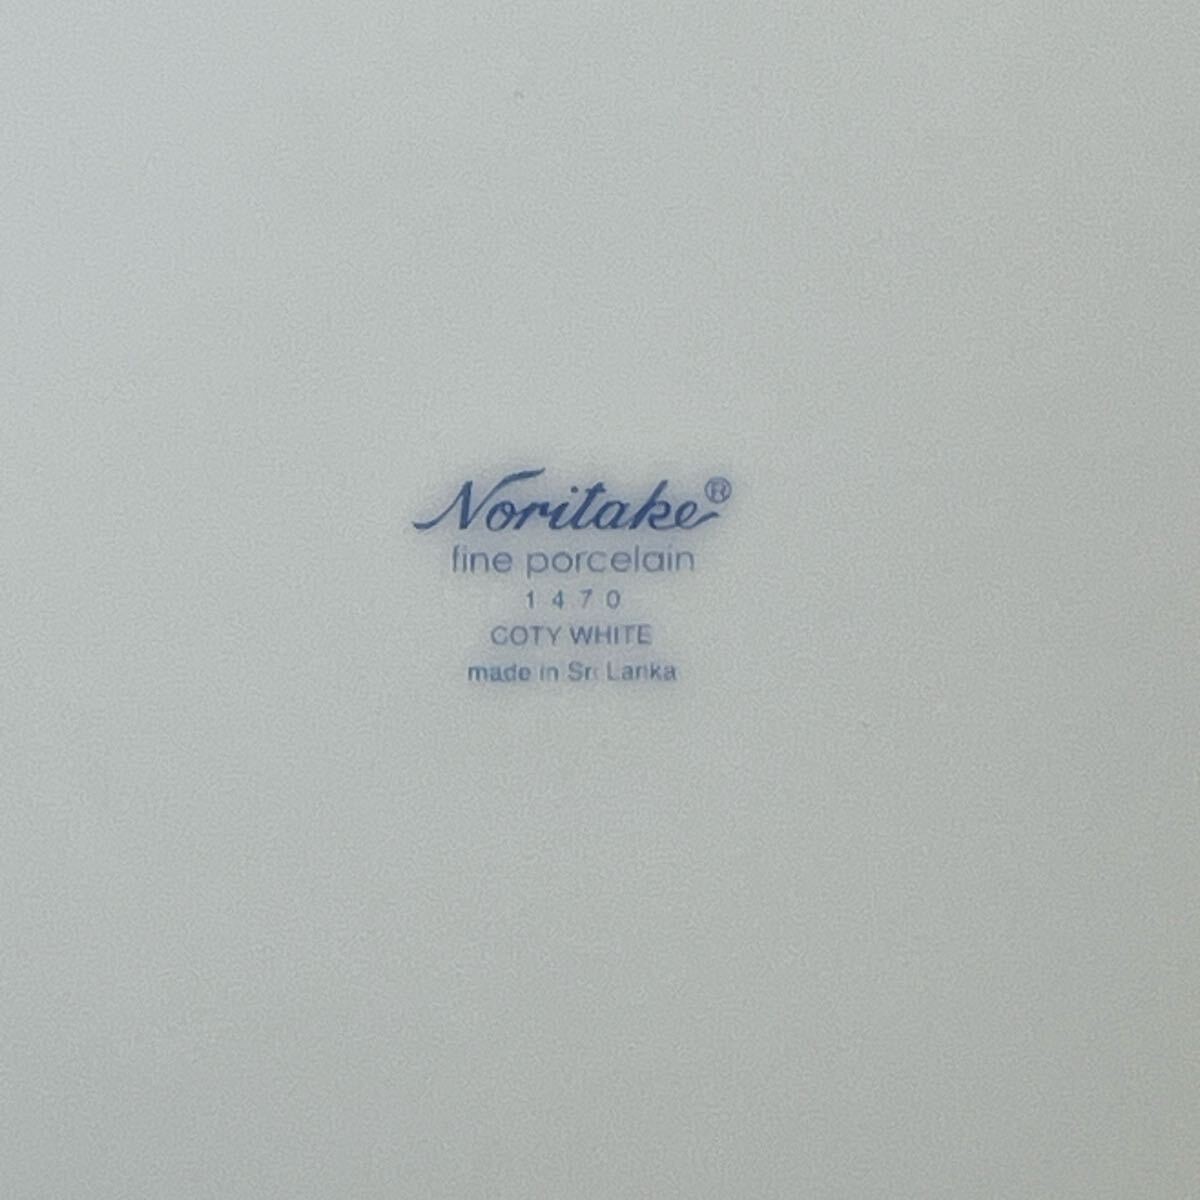 Noritake®
fine porcelain
1470
COTY WHITE
made in Sri Lanka